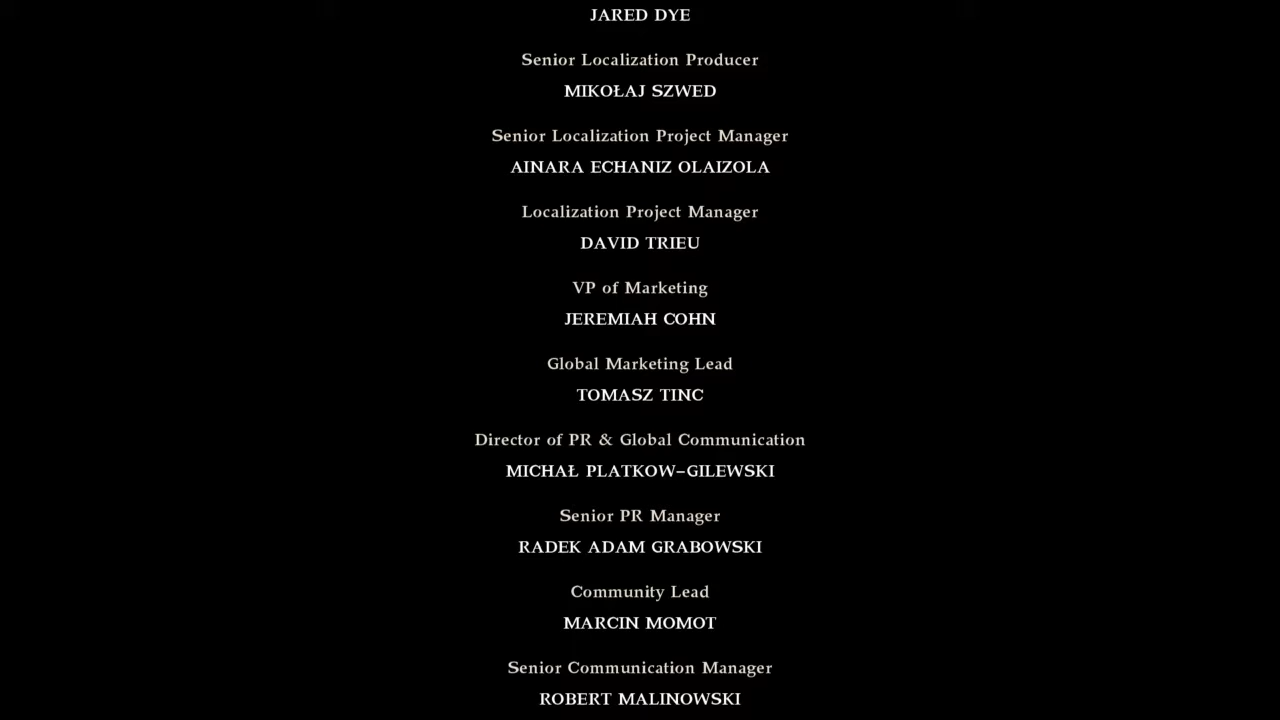 JARED DYE
Senior Localization Producer
MIKOŁAJ SZWED
Senior Localization Project Manager
AINARA ECHANIZ OLAIZOLA
Localization Project Manager
DAVID TRIEU
VP of Marketing
JEREMIAH COHN
Global Marketing Lead
TOMASZ TINC
Director of PR & Global Communication
MICHAŁ PLATKOW–GILEWSKI
Senior PR Manager
RADEK ADAM GRABOWSKI
Community Lead
MARCIN MOMOT
Senior Communication Manager
ROBERT MALINOWSKI